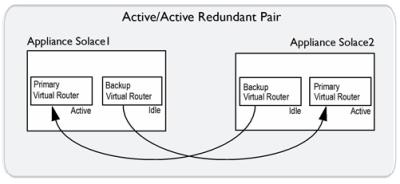 Active/Active Redundant Pair
Appliance Solace1
Primary
Virtual Router
Active
Backup
Virtual Router
Idle
Appliance Solace2
Backup
Virtual Router
Idle
Primary
Virtual Router
Active